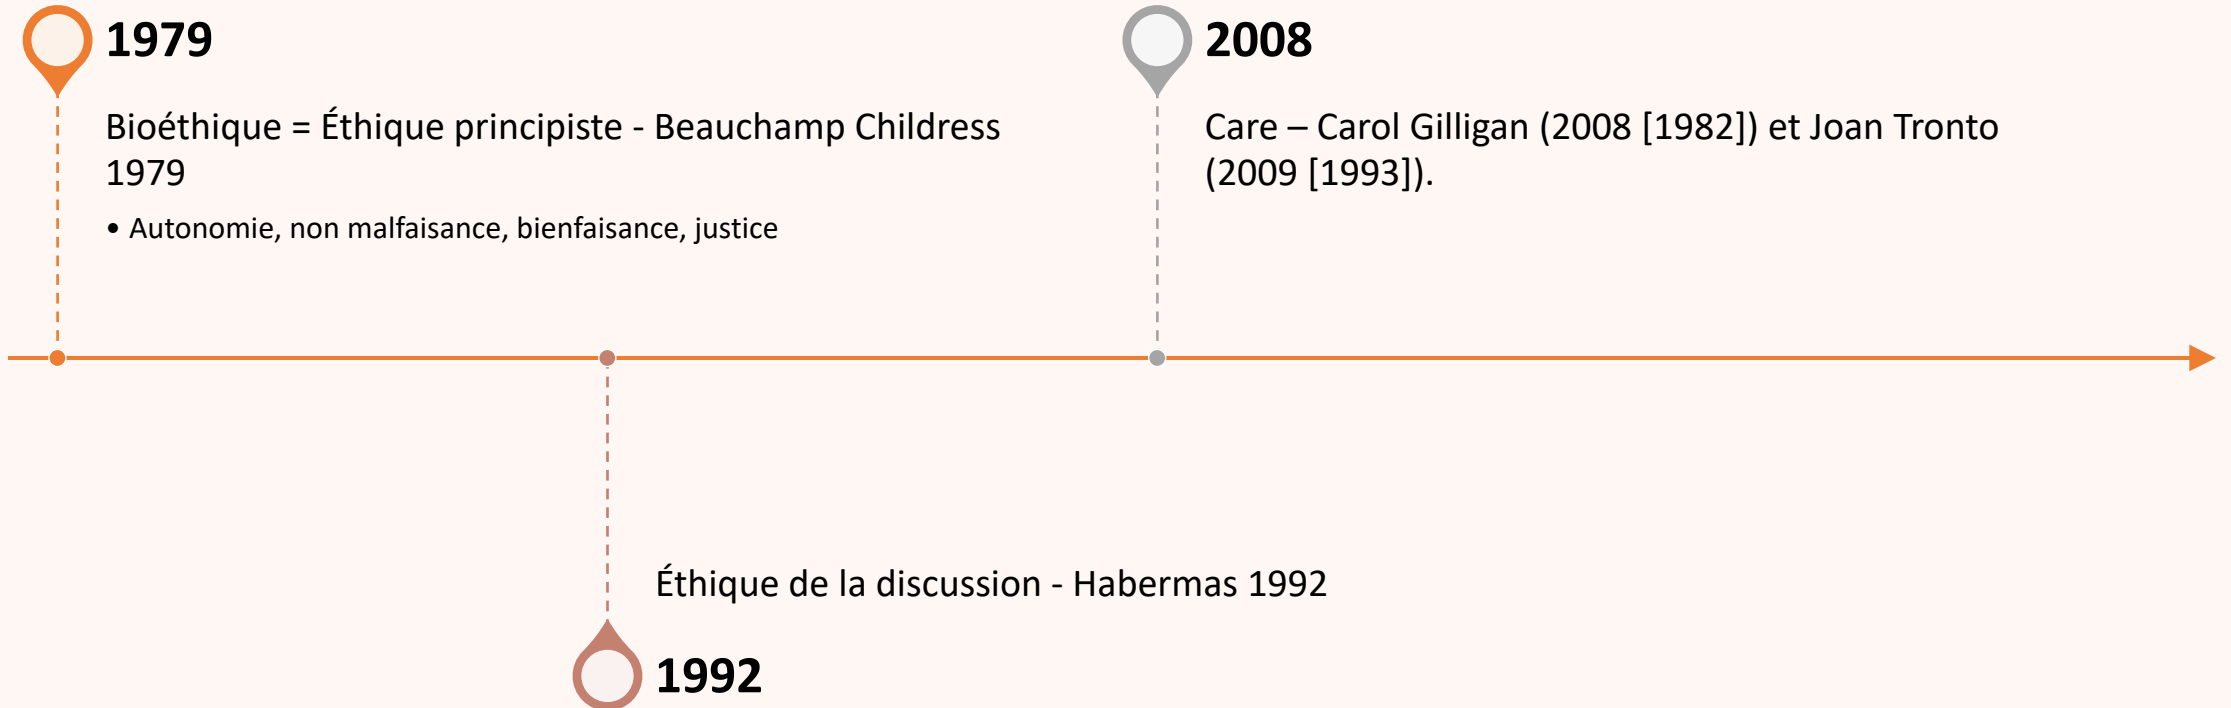 1979
Bioéthique = Éthique principiste - Beauchamp Childress
1979
• Autonomie, non malfaisance, bienfaisance, justice
2008
Care – Carol Gilligan (2008 [1982]) et Joan Tronto
(2009 [1993]).
Éthique de la discussion - Habermas 1992
1992